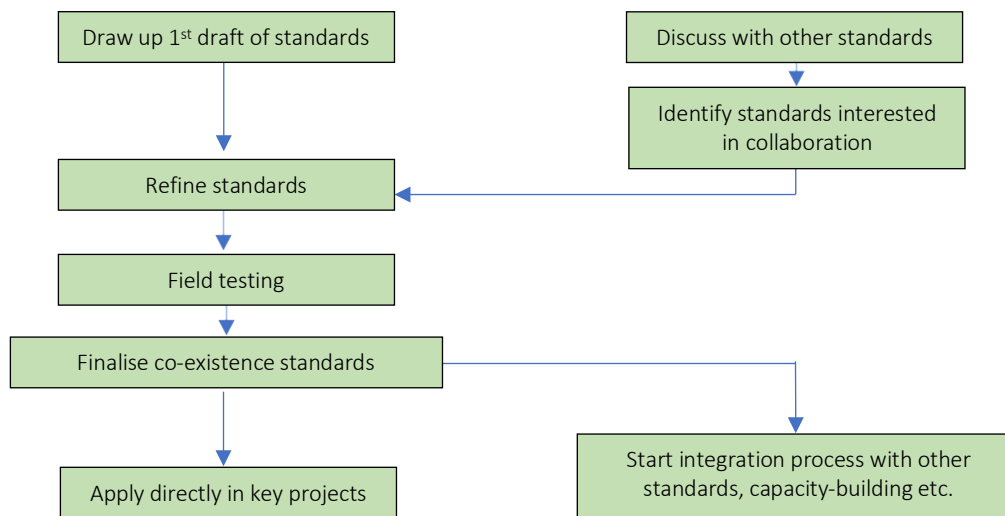 Draw up 1st draft of standards
Discuss with other standards
Identify standards interested
in collaboration
Refine standards
Field testing
Finalise co-existence standards
Start integration process with other
standards, capacity-building etc.
Apply directly in key projects